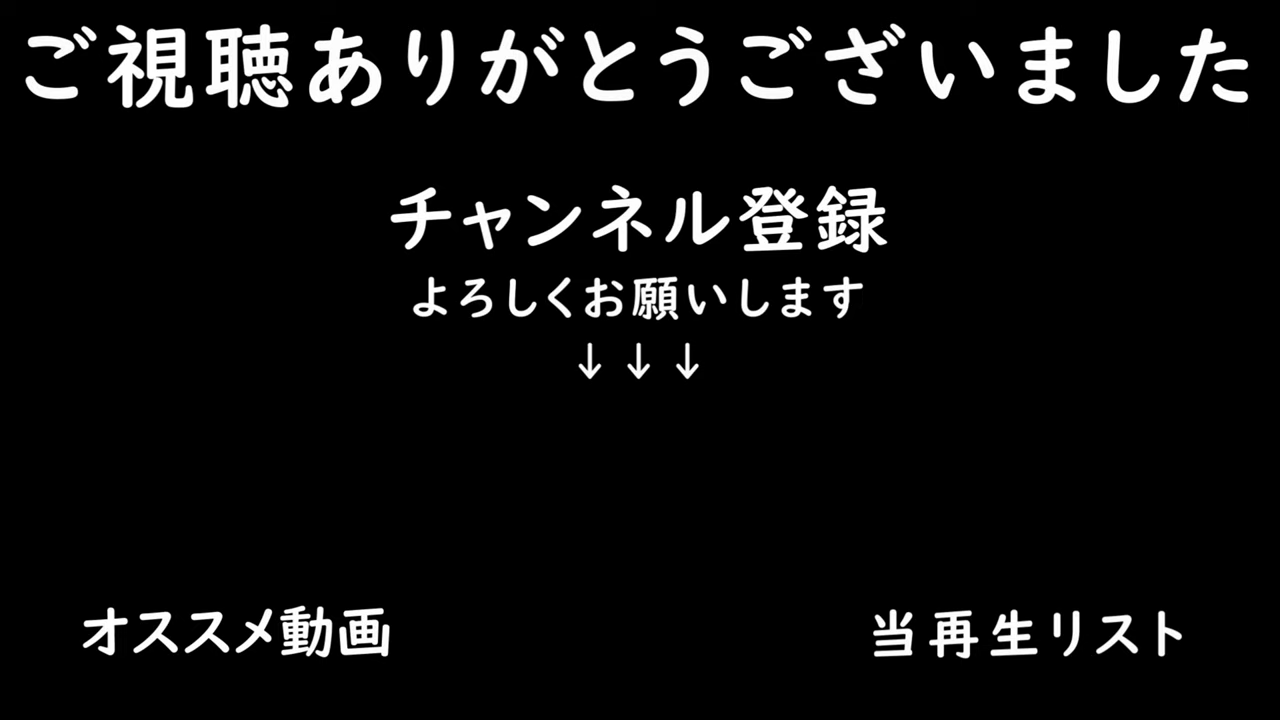 ご視聴ありがとうございました
チャンネル登録
よろしくお願いします
↓↓↓
オススメ動画
当再生リスト